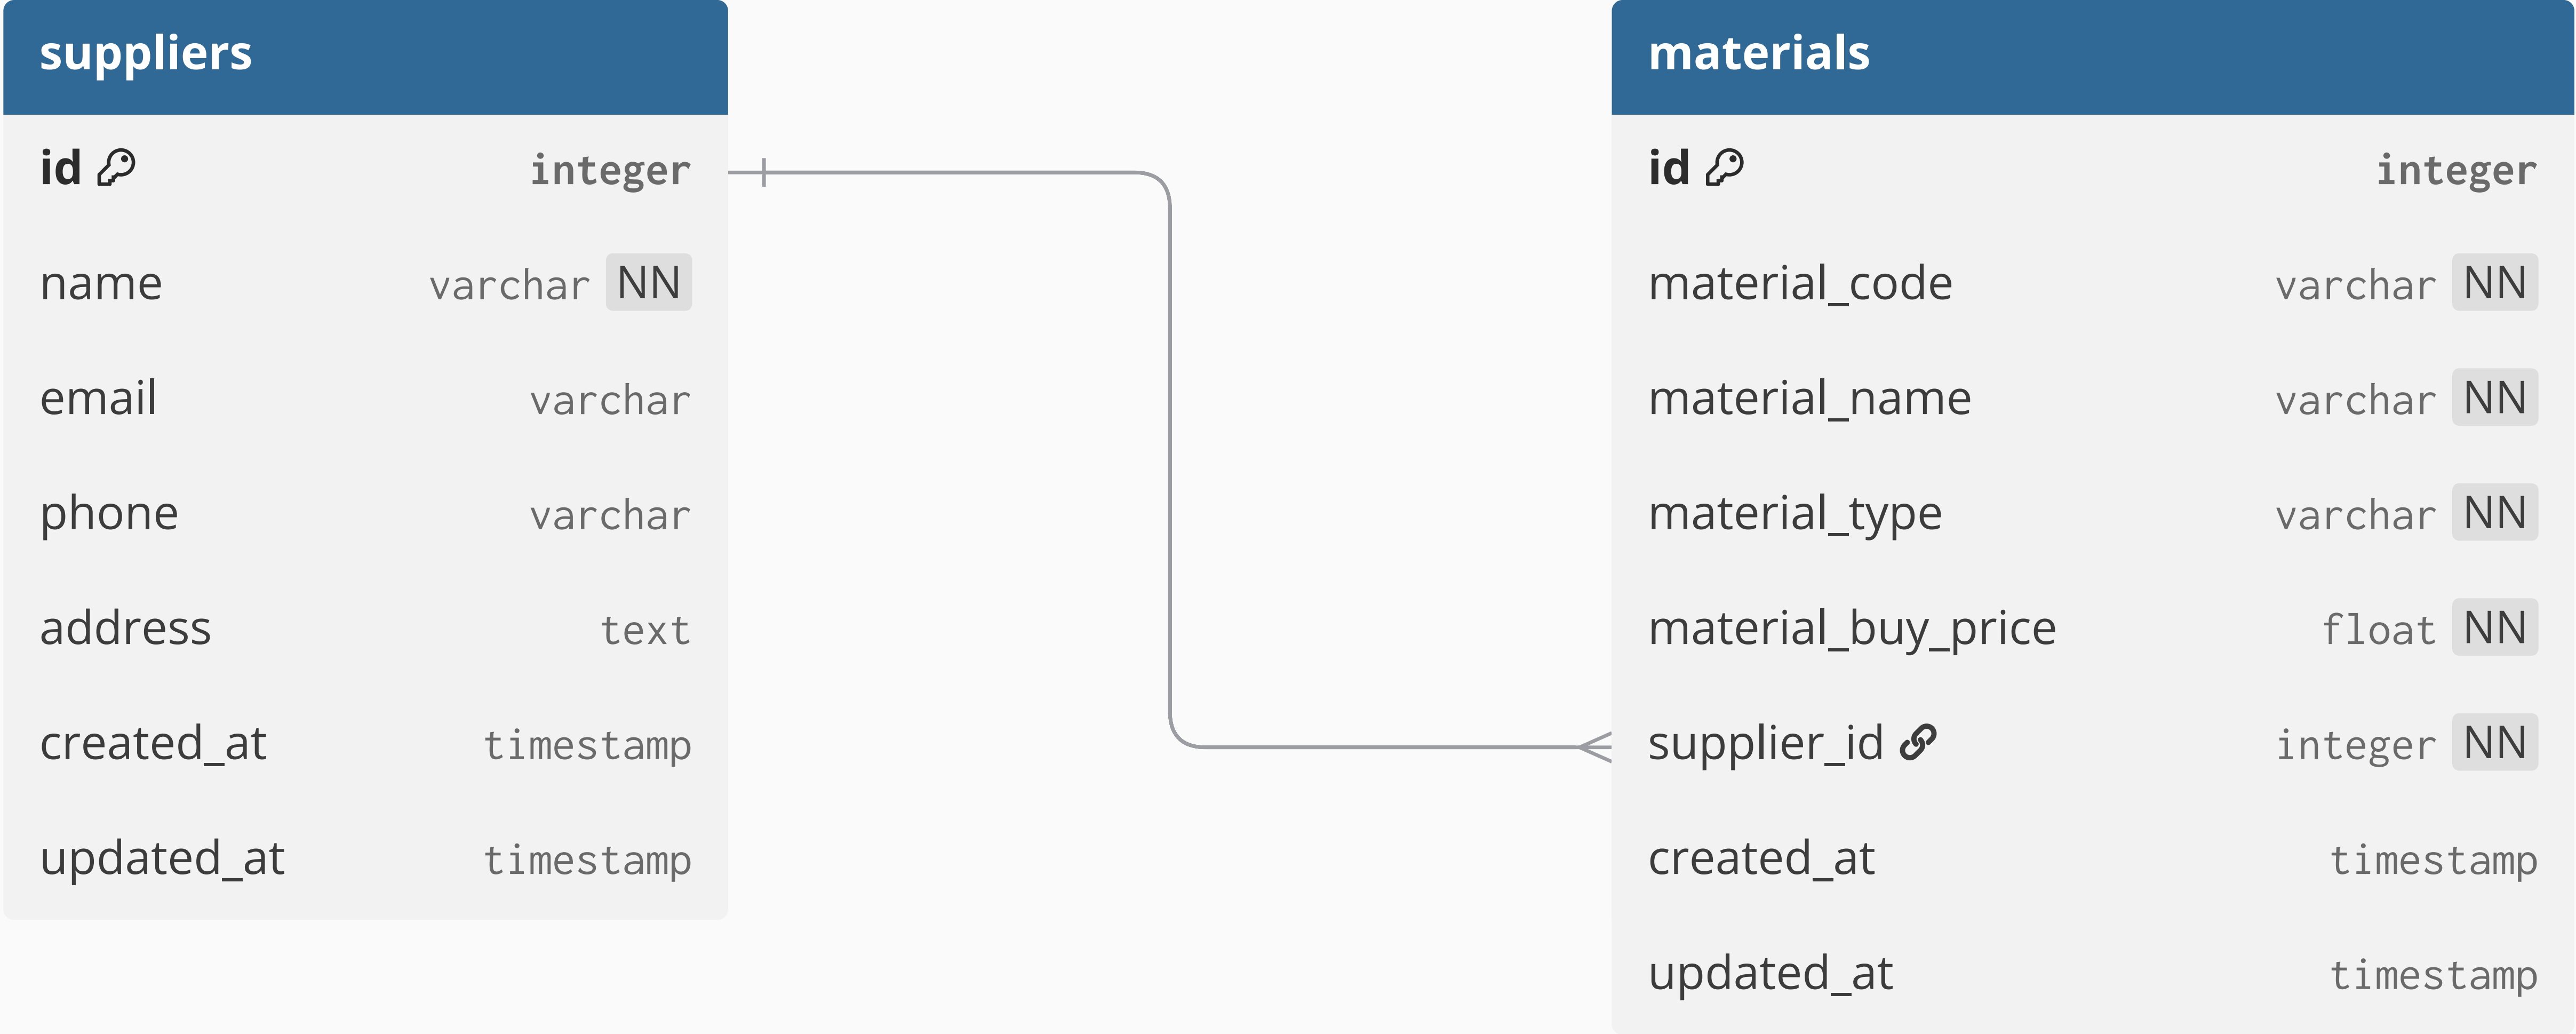 suppliers
id integer
name varchar NN
email varchar
phone varchar
address text
created_at timestamp
updated_at timestamp
materials
id integer
material_code varchar NN
material_name varchar NN
material_type varchar NN
material_buy_price float NN
supplier_id integer NN
created_at timestamp
updated_at timestamp